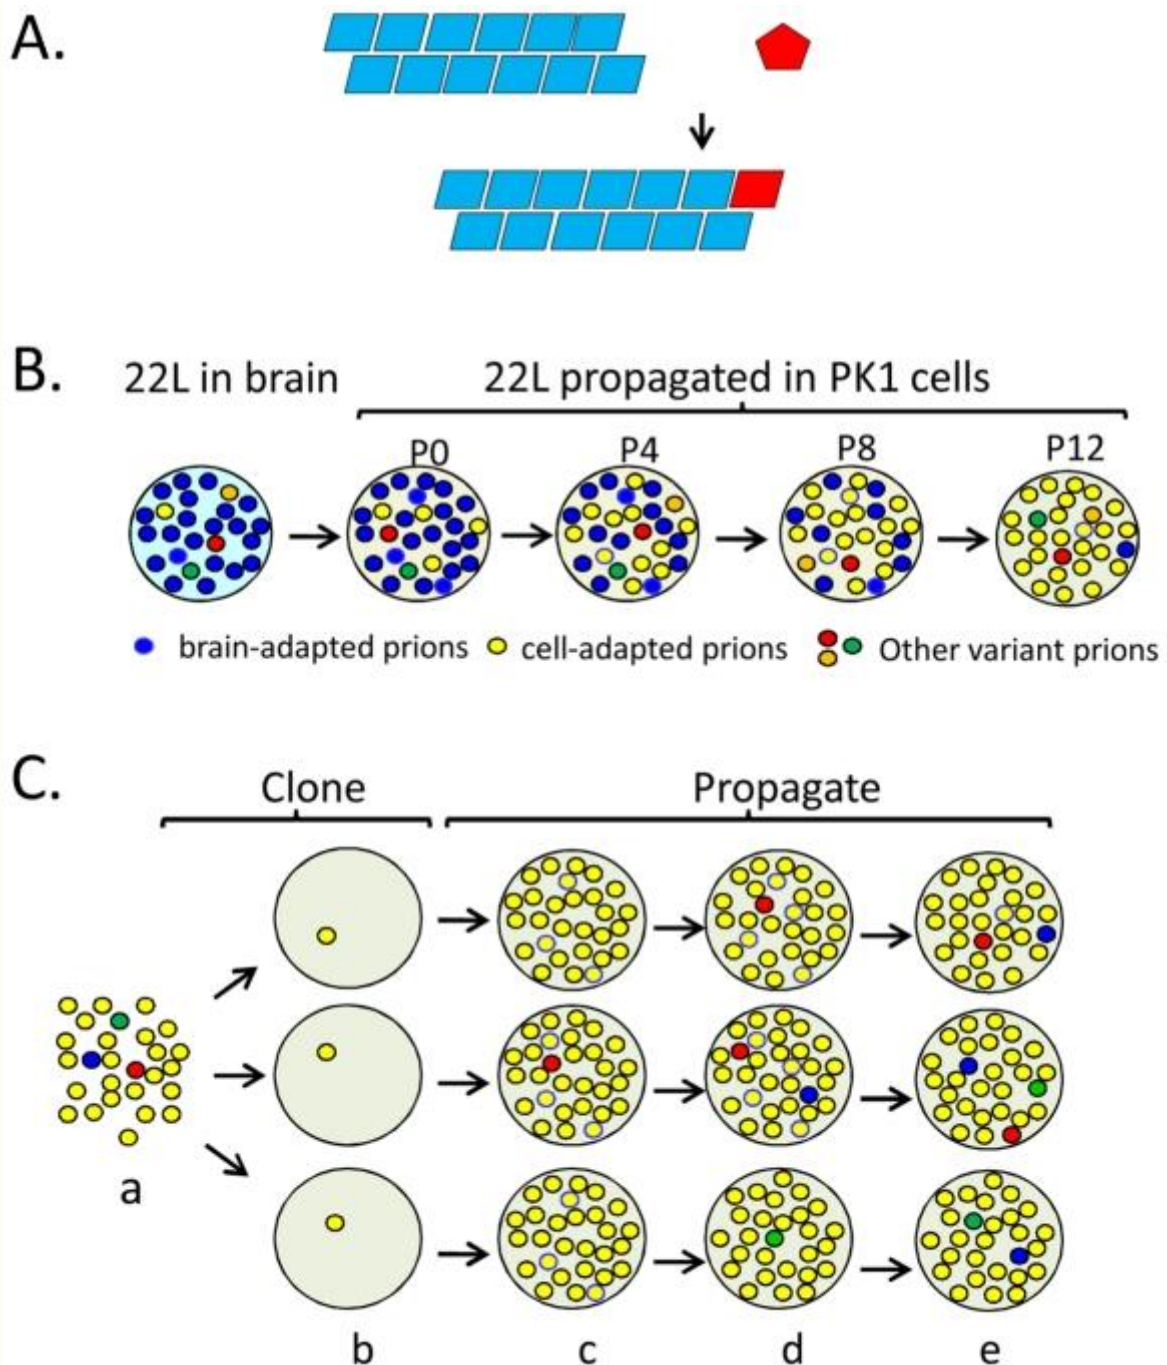 A.
B.
22L in brain
22L propagated in PK1 cells
P0
P4
P8
P12
brain-adapted prions
cell-adapted prions
Other variant prions
C.
Clone
Propagate
a
b
c
d
e